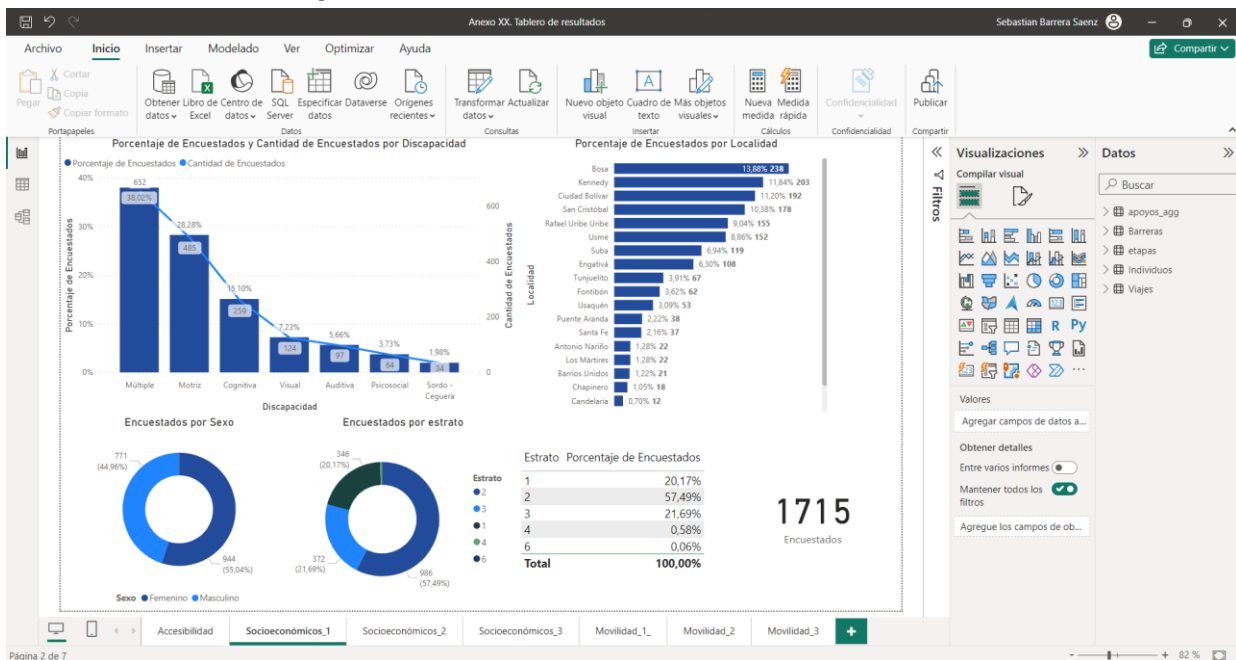 Anexo XX. Tablero de resultados
Sebastian Barrera Saenz
Archivo Inicio Insertar Modelado Ver Optimizar Ayuda
Compartir
Pegar
Cortar
Copia
Copiar formato
Portapapeles
Obtener datos
Libro de Excel
Centro de datos
SQL Server
Especificar datos
Dataverse
Orígenes recientes
Datos
Transformar datos
Actualizar
Consultas
Nuevo objeto visual
Cuadro de texto
Más objetos visuales
Insertar
Nueva medida
Medida rápida
Cálculos
Confidencialidad
Confidencialidad
Publicar
Compartir
Porcentaje de Encuestados y Cantidad de Encuestados por Discapacidad
Porcentaje de Encuestados Cantidad de Encuestados
Porcentaje de Encuestados
40%
30%
20%
10%
0%
652
38,02%
28,28%
485
15,10%
259
7,23%
124
5,66%
97
3,73%
64
1,98%
34
600
400
200
0
Cantidad de Encuestados
Múltiple Motriz Cognitiva Visual Auditiva Psicosocial Sordo - Ceguera
Discapacidad
Porcentaje de Encuestados por Localidad
Localidad
Bosa 13,88% 238
Kennedy 11,84% 203
Ciudad Bolívar 11,20% 192
San Cristóbal 10,38% 178
Rafael Uribe Uribe 9,04% 155
Usme 8,86% 152
Suba 6,94% 119
Engativá 6,30% 108
Tunjuelito 3,91% 67
Fontibón 3,62% 62
Usaquén 3,09% 53
Puente Aranda 2,22% 38
Santa Fe 2,16% 37
Antonio Nariño 1,28% 22
Los Mártires 1,28% 22
Barrios Unidos 1,22% 21
Chapinero 1,05% 18
Candelaria 0,70% 12
Encuestados por Sexo
771
(44,96%)
944
(55,04%)
Sexo Femenino Masculino
Encuestados por estrato
346
(20,17%)
372
(21,69%)
986
(57,49%)
Estrato
2
3
1
4
6
Estrato Porcentaje de Encuestados
1 20,17%
2 57,49%
3 21,69%
4 0,58%
6 0,06%
Total 100,00%
1715
Encuestados
Filtros
Visualizaciones
Compilar visual
R Py
Valores
Agregar campos de datos a...
Obtener detalles
Entre varios informes
Mantener todos los filtros
Agregue los campos de ob...
Datos
Buscar
apoyos_agg
Barreras
etapas
Individuos
Viajes
Accesibilidad Socioeconómicos_1 Socioeconómicos_2 Socioeconómicos_3 Movilidad_1_ Movilidad_2 Movilidad_3
Página 2 de 7
82 %